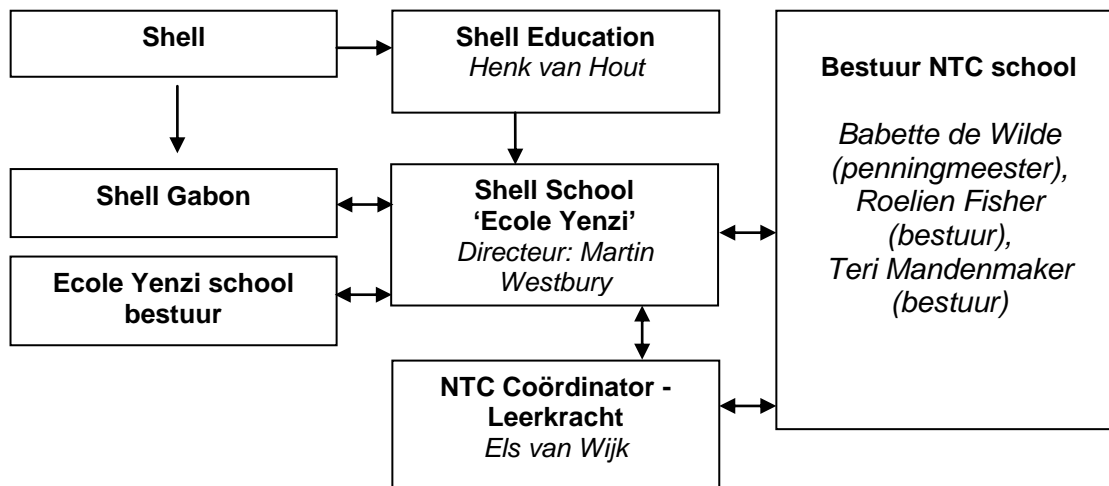 Shell
Shell Education
Henk van Hout
Bestuur NTC school
Babette de Wilde
(penningmeester),
Roelien Fisher
(bestuur),
Teri Mandenmaker
(bestuur)
Shell Gabon
Shell School
‘Ecole Yenzi’
Directeur: Martin
Westbury
Ecole Yenzi school
bestuur
NTC Coördinator -
Leerkracht
Els van Wijk